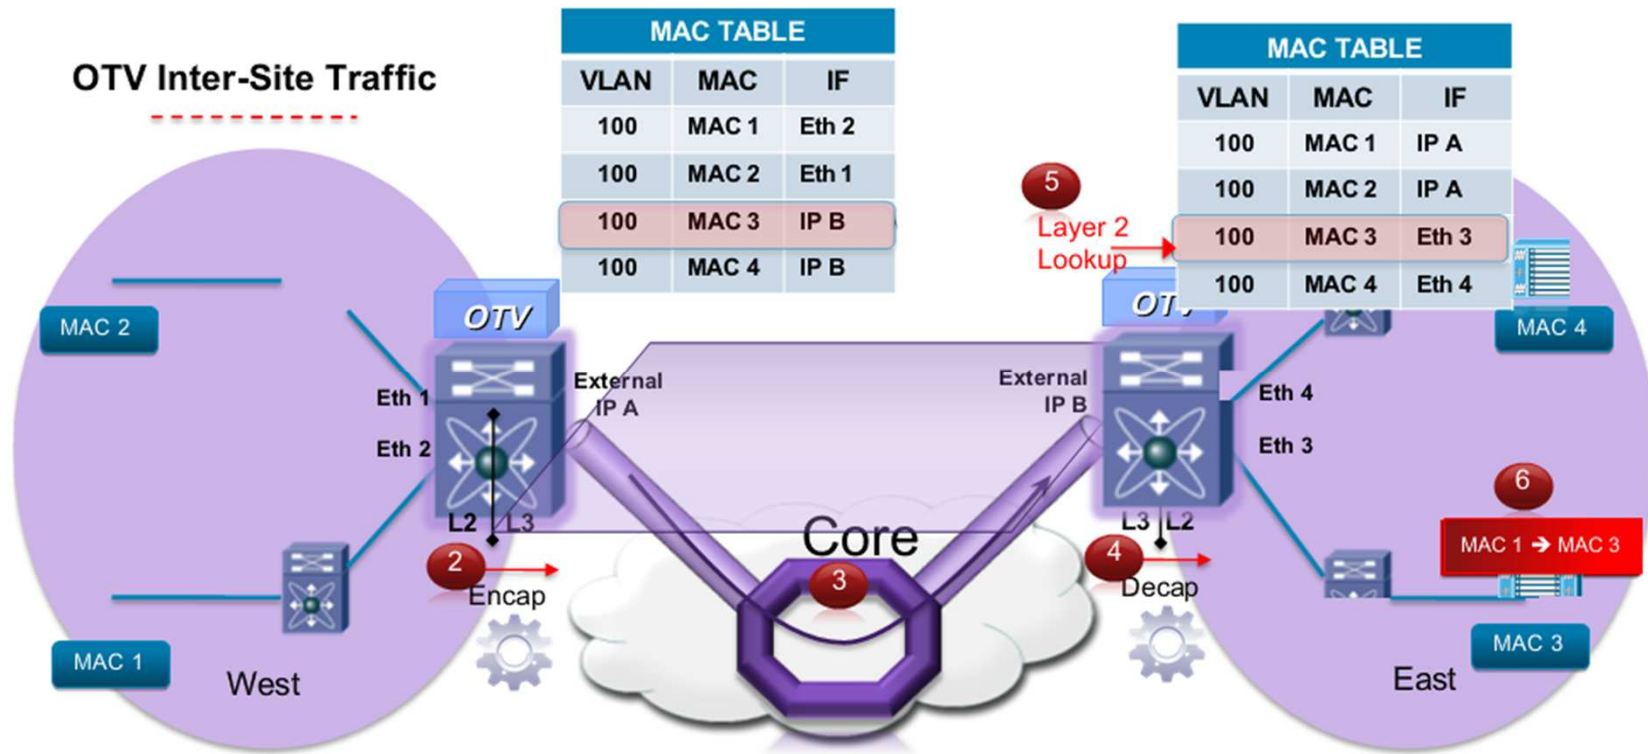 OTV Inter-Site Traffic
MAC TABLE
VLAN MAC IF
100 MAC 1 Eth 2
100 MAC 2 Eth 1
100 MAC 3 IP B
100 MAC 4 IP B
MAC TABLE
VLAN MAC IF
100 MAC 1 IP A
100 MAC 2 IP A
100 MAC 3 Eth 3
100 MAC 4 Eth 4
5
Layer 2
Lookup
MAC 2
OTV
OTV
MAC 4
Eth 1
External
IP A
External
IP B
Eth 4
Eth 2
Eth 3
L2 L3
L3 L2
Core
2
Encap
3
4
Decap
6
MAC 1 → MAC 3
MAC 1
West
MAC 3
East